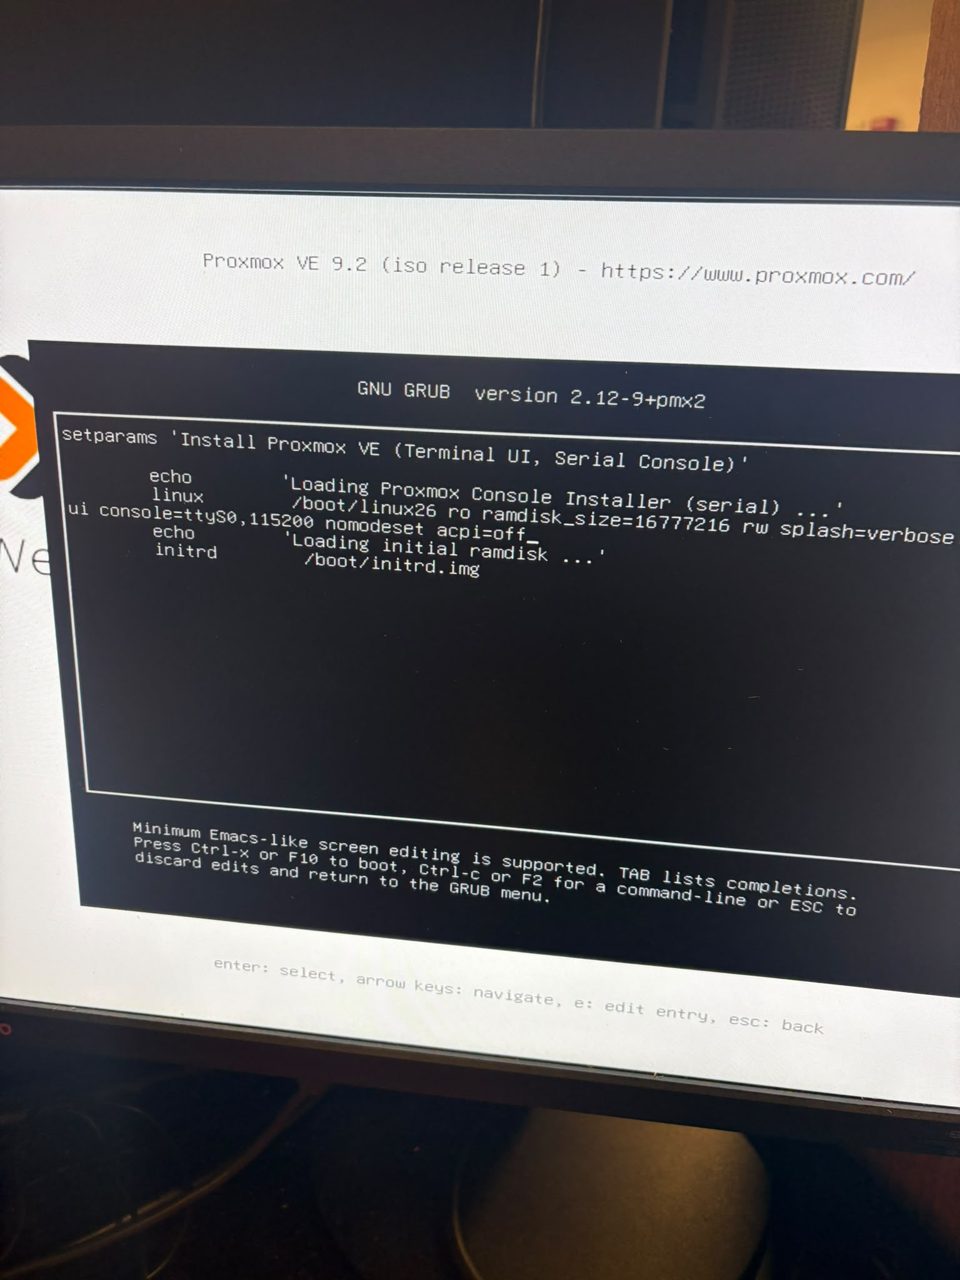 Proxmox VE 9.2 (iso release 1) - https://www.proxmox.com/
GNU GRUB version 2.12-9+pmx2
setparams 'Install Proxmox VE (Terminal UI, Serial Console)'
echo 'Loading Proxmox Console Installer (serial) ...'
linux /boot/linux26 ro ramdisk_size=16777216 rw splash=verbose
ui console=ttyS0,115200 nomodeset acpi=off_
echo 'Loading initial ramdisk ...'
initrd /boot/initrd.img
Minimum Emacs-like screen editing is supported. TAB lists completions.
Press Ctrl-x or F10 to boot, Ctrl-c or F2 for a command-line or ESC to
discard edits and return to the GRUB menu.
enter: select, arrow keys: navigate, e: edit entry, esc: back